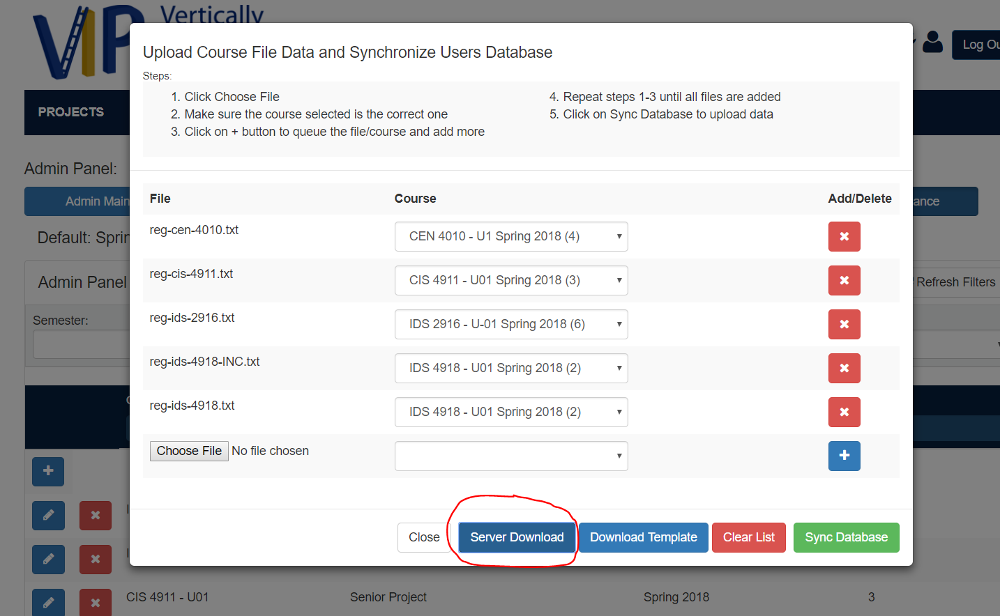 VIP Vertically
Log Ou
PROJECTS
Admin Panel:
Admin Main
ance
Default: Sprin
Admin Panel
Refresh Filters
Semester:
Upload Course File Data and Synchronize Users Database
Steps:
1. Click Choose File
2. Make sure the course selected is the correct one
3. Click on + button to queue the file/course and add more
4. Repeat steps 1-3 until all files are added
5. Click on Sync Database to upload data
File Course Add/Delete
reg-cen-4010.txt CEN 4010 - U1 Spring 2018 (4)
reg-cis-4911.txt CIS 4911 - U01 Spring 2018 (3)
reg-ids-2916.txt IDS 2916 - U-01 Spring 2018 (6)
reg-ids-4918-INC.txt IDS 4918 - U01 Spring 2018 (2)
reg-ids-4918.txt IDS 4918 - U01 Spring 2018 (2)
Choose File No file chosen
Close Server Download Download Template Clear List Sync Database
CIS 4911 - U01 Senior Project Spring 2018 3